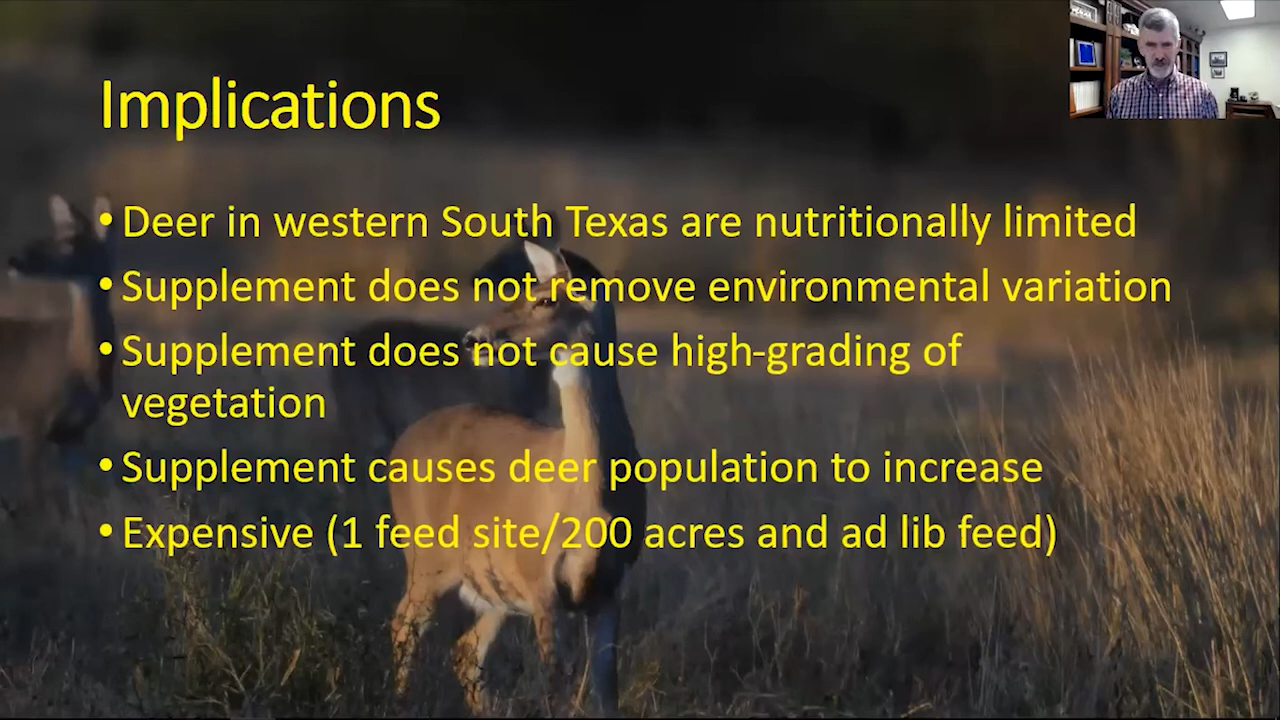 Implications
• Deer in western South Texas are nutritionally limited
• Supplement does not remove environmental variation
• Supplement does not cause high-grading of
vegetation
• Supplement causes deer population to increase
• Expensive (1 feed site/200 acres and ad lib feed)